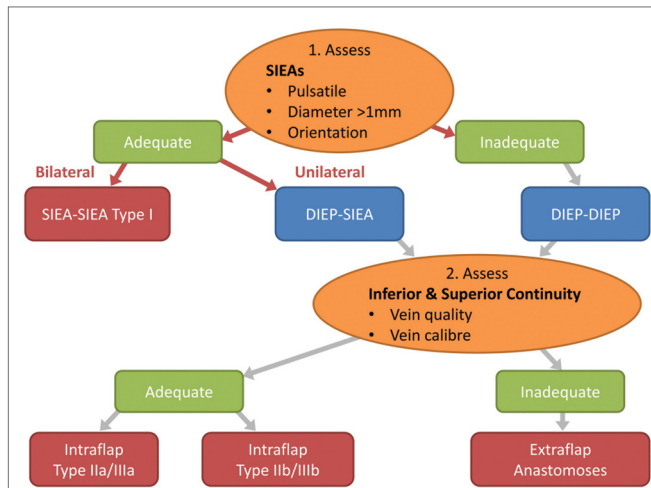 1. Assess
SIEAs
• Pulsatile
• Diameter >1mm
• Orientation
Adequate
Inadequate
Bilateral
Unilateral
SIEA-SIEA Type I
DIEP-SIEA
DIEP-DIEP
2. Assess
Inferior & Superior Continuity
• Vein quality
• Vein calibre
Adequate
Inadequate
Intraflap
Type IIa/IIIa
Intraflap
Type IIb/IIIb
Extraflap
Anastomoses